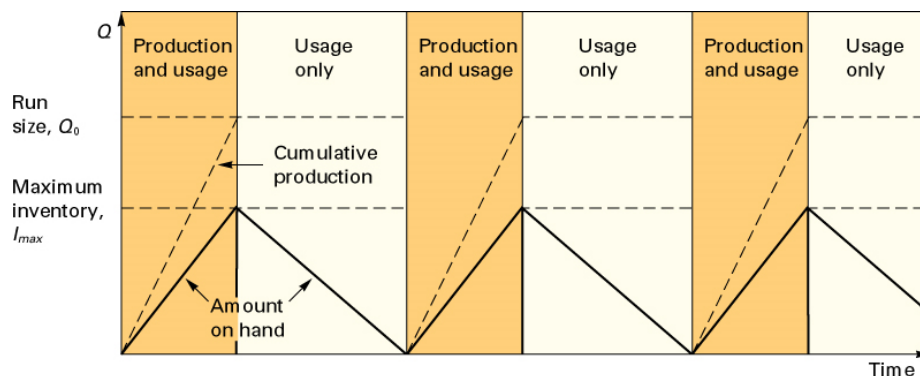 Q
Production
and usage
Usage
only
Production
and usage
Usage
only
Production
and usage
Usage
only
Run
size, Q₀
Cumulative
production
Maximum
inventory,
Imax
Amount
on hand
Time